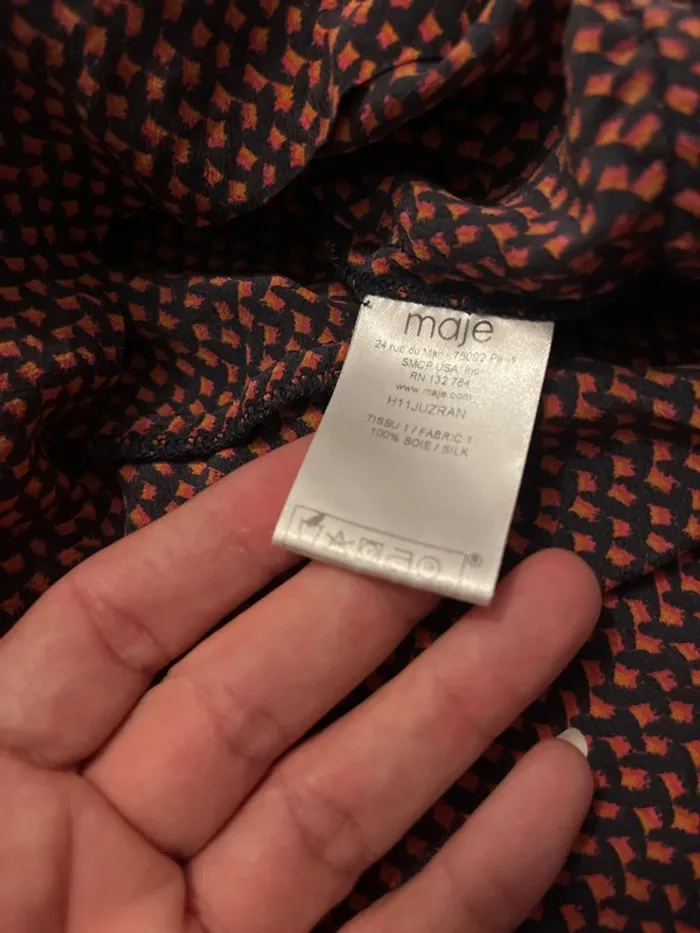 maje
24 rue du Mail - 75002 Paris
SMCP USA, Inc
RN 132 784
www.maje.com
H11JUZRAN
TISSU 1 / FABRIC 1
100% SOIE / SILK